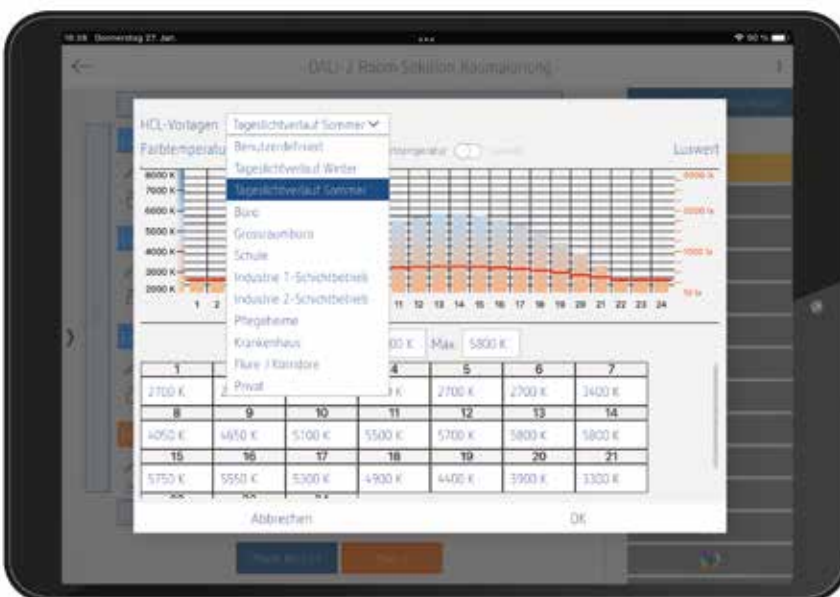 18:38 Donnerstag 27. Jan.
90 %
DALI-2 Room Solution Raumplanung
HCL-Vorlagen Tageslichtverlauf Sommer
Farbtemperatur
Luxwert
Benutzerdefiniert
Tageslichtverlauf Winter
Tageslichtverlauf Sommer
Büro
Grossraumbüro
Schule
Industrie 1-Schichtbetrieb
Industrie 2-Schichtbetrieb
Pflegeheime
Krankenhaus
Flure / Korridore
Privat
8000 K
7000 K
6000 K
5000 K
4000 K
3000 K
2000 K
1 2 11 12 13 14 15 16 17 18 19 20 21 22 23 24
Max. 5800 K
1 4 5 6 7
2700 K 2700 K 2700 K 3400 K
8 9 10 11 12 13 14
4050 K 4650 K 5100 K 5500 K 5700 K 5800 K 5800 K
15 16 17 18 19 20 21
5750 K 5550 K 5300 K 4900 K 4400 K 3900 K 3300 K
Abbrechen OK